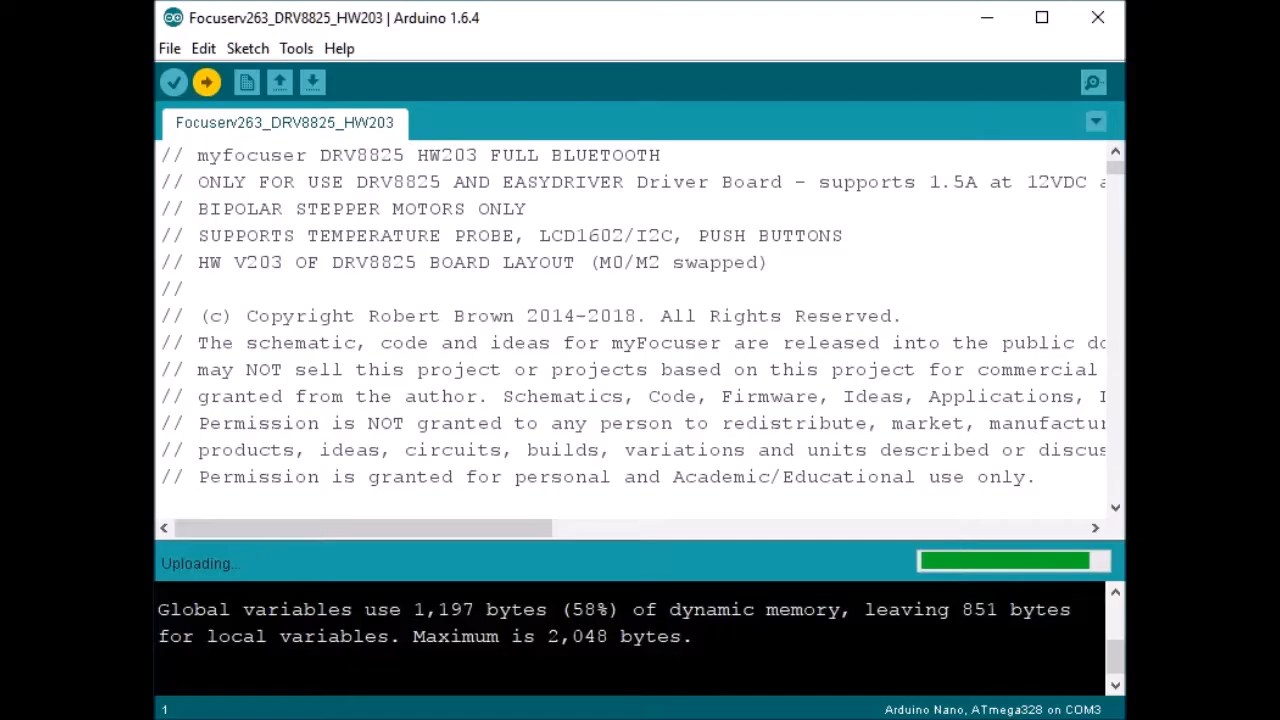 Focuserv263_DRV8825_HW203 | Arduino 1.6.4
File Edit Sketch Tools Help
Focuserv263_DRV8825_HW203
// myfocuser DRV8825 HW203 FULL BLUETOOTH
// ONLY FOR USE DRV8825 AND EASYDRIVER Driver Board - supports 1.5A at 12VDC
// BIPOLAR STEPPER MOTORS ONLY
// SUPPORTS TEMPERATURE PROBE, LCD1602/I2C, PUSH BUTTONS
// HW V203 OF DRV8825 BOARD LAYOUT (M0/M2 swapped)
//
// (c) Copyright Robert Brown 2014-2018. All Rights Reserved.
// The schematic, code and ideas for myFocuser are released into the public do
// may NOT sell this project or projects based on this project for commercial
// granted from the author. Schematics, Code, Firmware, Ideas, Applications,
// Permission is NOT granted to any person to redistribute, market, manufactur
// products, ideas, circuits, builds, variations and units described or discus
// Permission is granted for personal and Academic/Educational use only.
Uploading...
Global variables use 1,197 bytes (58%) of dynamic memory, leaving 851 bytes
for local variables. Maximum is 2,048 bytes.
1 Arduino Nano, ATmega328 on COM3